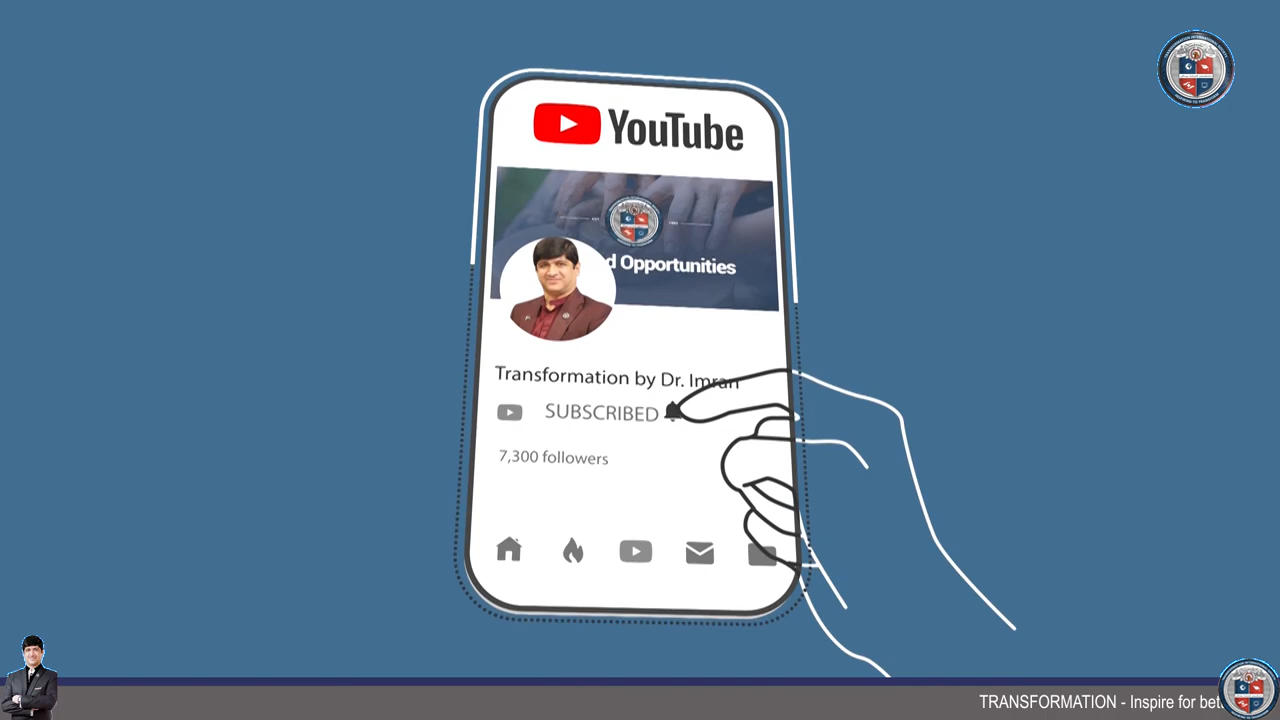 YouTube
d Opportunities
Transformation by Dr. Imran
SUBSCRIBED
7,300 followers
TRANSFORMATION - Inspire for bet